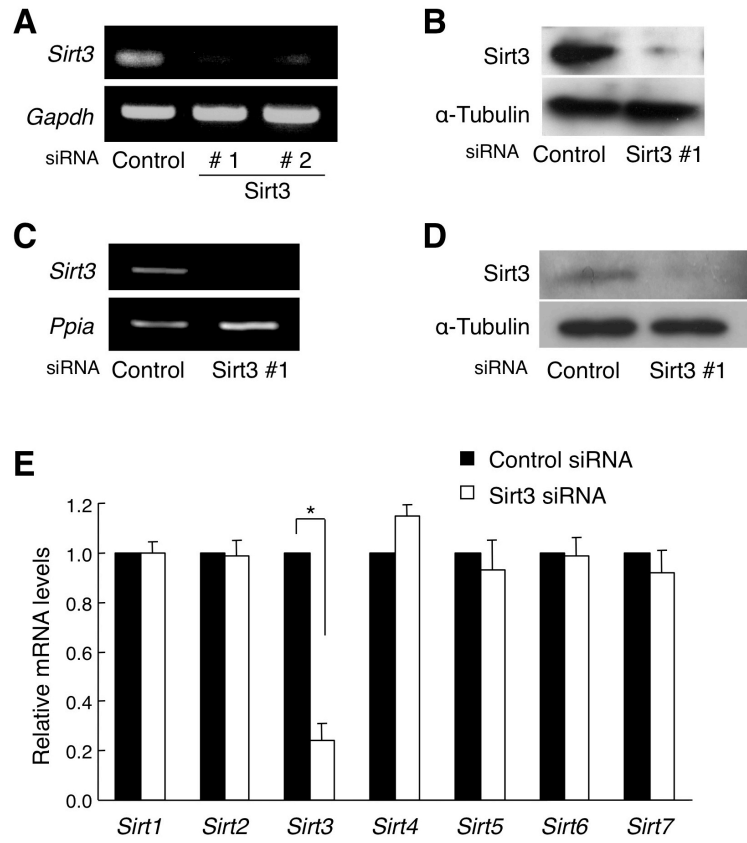 A
Sirt3
Gapdh
siRNA Control # 1 # 2
Sirt3
B
Sirt3
α-Tubulin
siRNA Control Sirt3 #1
C
Sirt3
Ppia
siRNA Control Sirt3 #1
D
Sirt3
α-Tubulin
siRNA Control Sirt3 #1
E
Control siRNA
Sirt3 siRNA
Relative mRNA levels
1.2
1.0
0.8
0.6
0.4
0.2
0.0
*
Sirt1 Sirt2 Sirt3 Sirt4 Sirt5 Sirt6 Sirt7